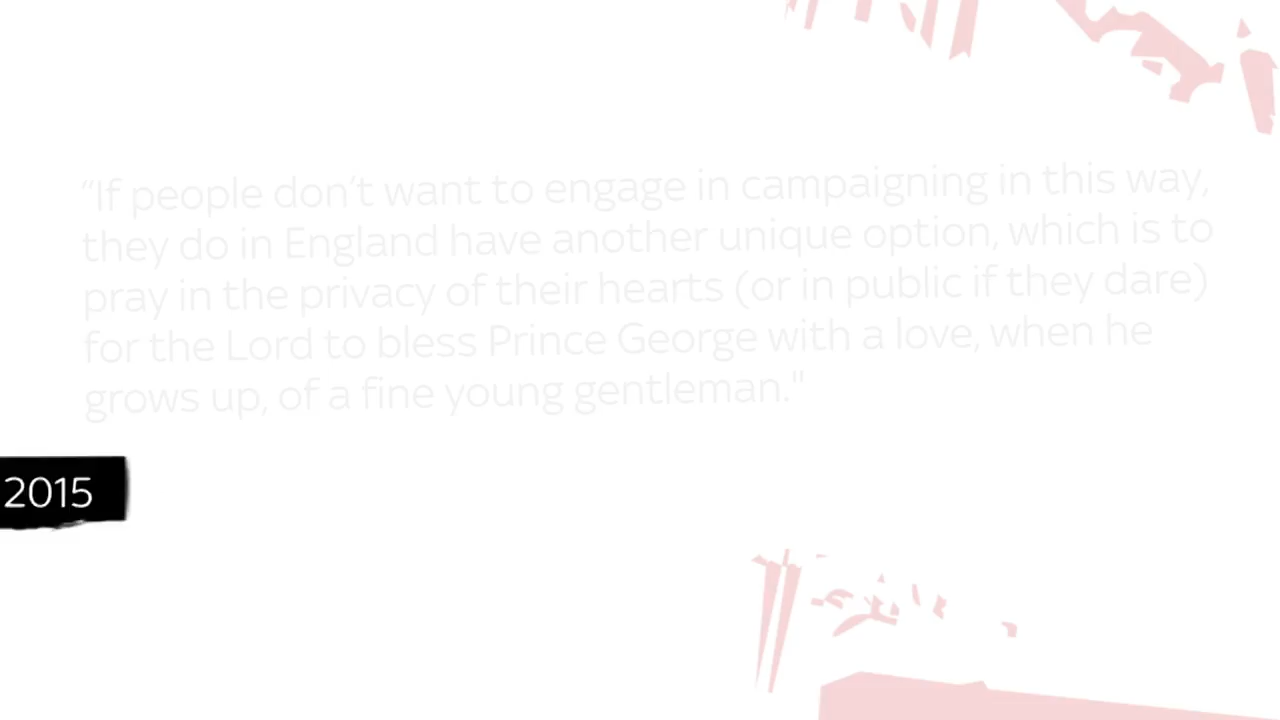 "If people don't want to engage in campaigning in this way,
they do in England have another unique option, which is to
pray in the privacy of their hearts (or in public if they dare)
for the Lord to bless Prince George with a love, when he
grows up, of a fine young gentleman."
2015